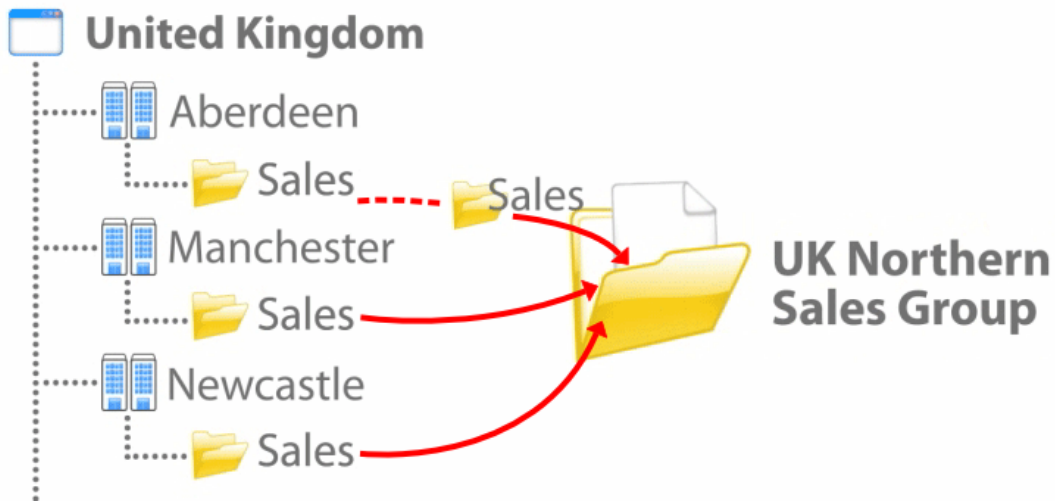 United Kingdom
Aberdeen
Sales
Sales
Manchester
Sales
UK Northern
Sales Group
Newcastle
Sales